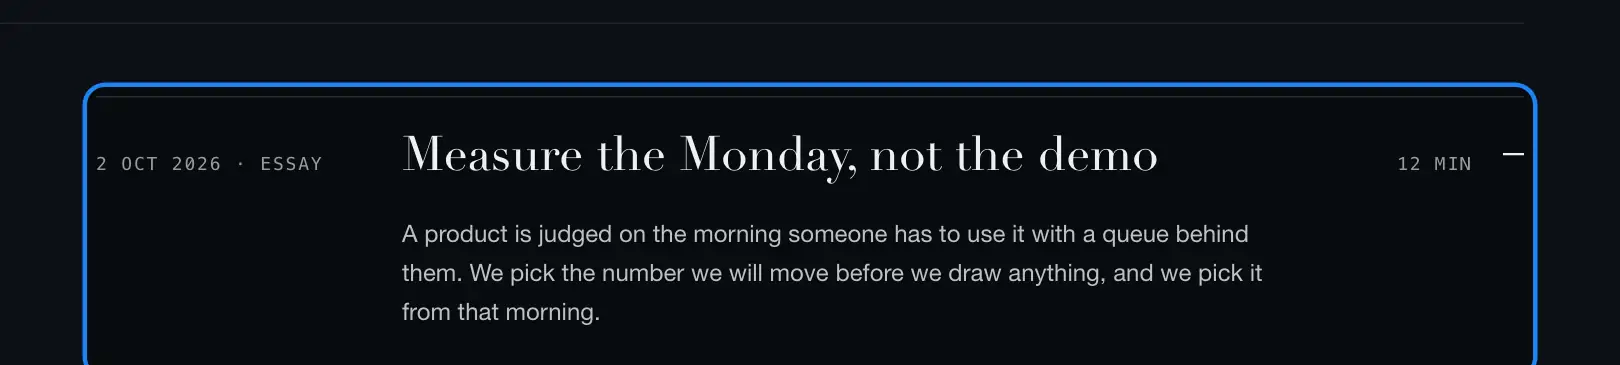 2 OCT 2026 · ESSAY
Measure the Monday, not the demo
12 MIN
A product is judged on the morning someone has to use it with a queue behind
them. We pick the number we will move before we draw anything, and we pick it
from that morning.